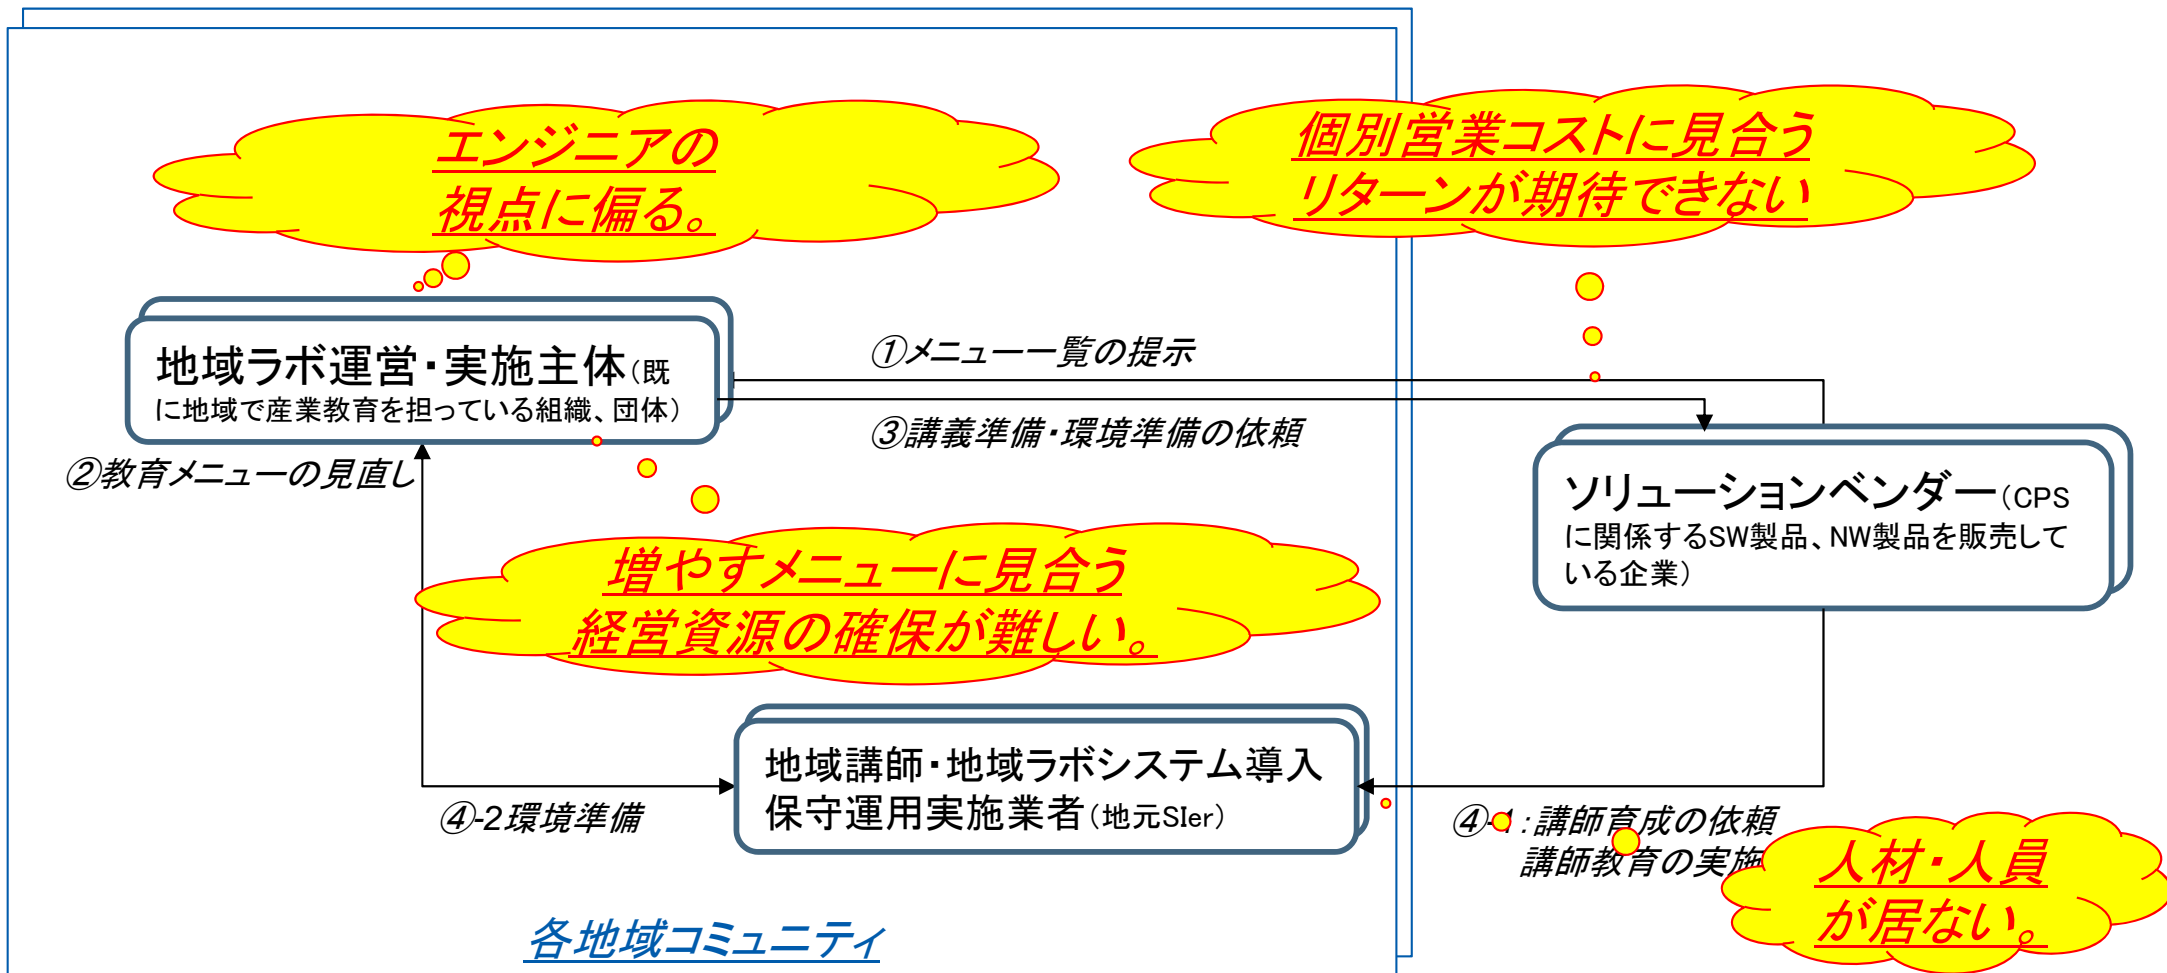 エンジニアの
視点に偏る。
個別営業コストに見合う
リターンが期待できない
地域ラボ運営・実施主体（既
に地域で産業教育を担っている組織、団体）
①メニュー一覧の提示
③講義準備・環境準備の依頼
②教育メニューの見直し
ソリューションベンダー（CPS
に関係するSW製品、NW製品を販売して
いる企業）
増やすメニューに見合う
経営資源の確保が難しい。
地域講師・地域ラボシステム導入
保守運用実施業者（地元SIer）
④-2環境準備
④-1：講師育成の依頼
講師教育の実施
人材・人員
が居ない。
各地域コミュニティ